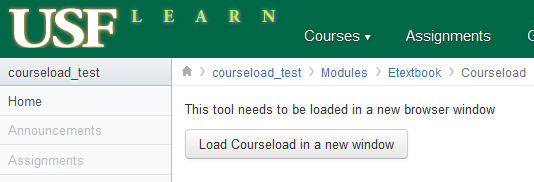 USF LEARN
Courses ▾ Assignments G
courseload_test
courseload_test > Modules > Etextbook > Courseload
Home
This tool needs to be loaded in a new browser window
Announcements
Load Courseload in a new window
Assignments